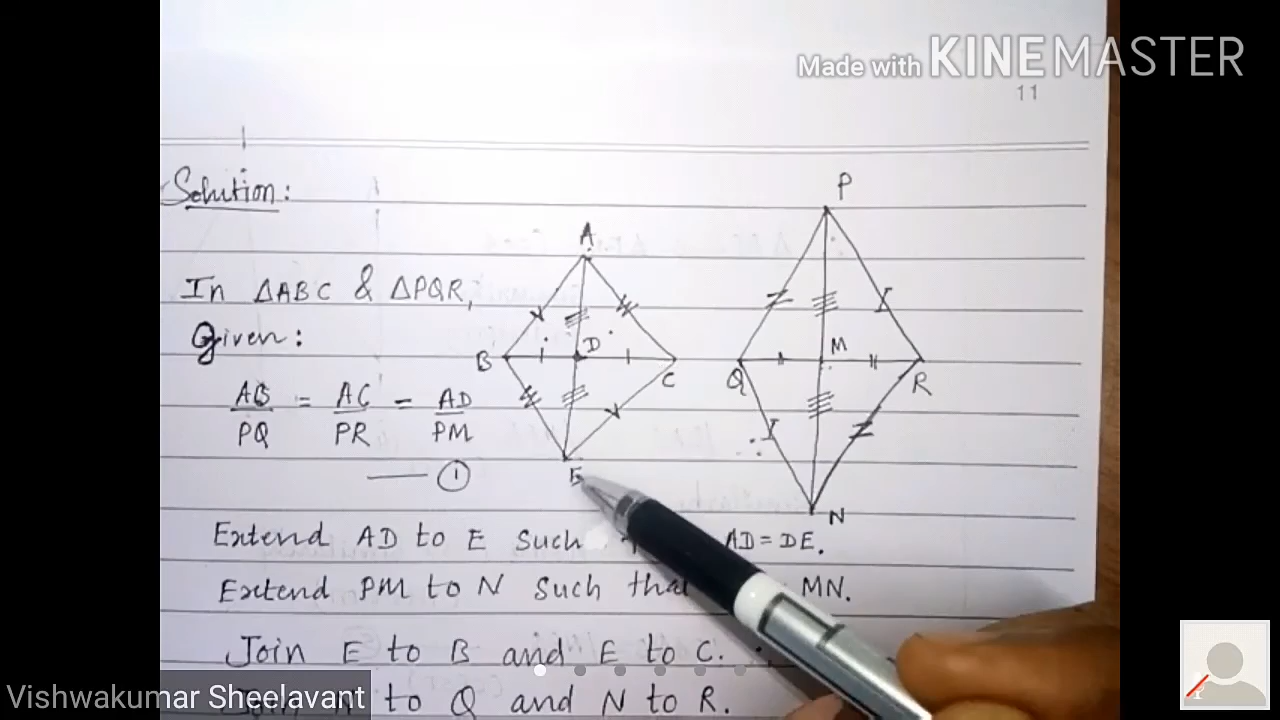 Made with KINEMASTER
11
Solution:
In ΔABC & ΔPQR,
Given:
AB/PQ = AC/PR = AD/PM
—— ①
A
B
D
C
E
P
Q
M
R
N
Extend AD to E such AD = DE.
Extend PM to N such that MN.
Join E to B and E to C.
to Q and N to R.
Vishwakumar Sheelavant